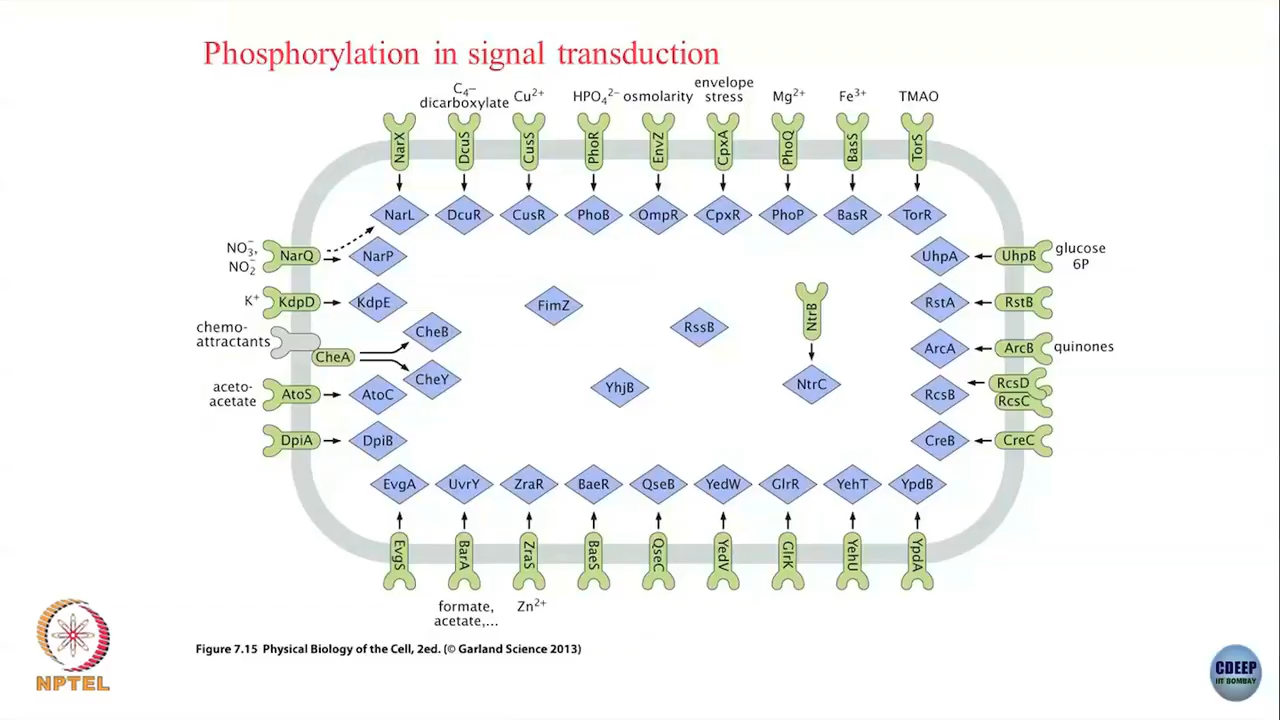 Phosphorylation in signal transduction
C₄–
dicarboxylate
Cu²⁺
HPO₄²⁻
osmolarity
envelope
stress
Mg²⁺
Fe³⁺
TMAO
NarX
DcuS
CusS
PhoR
EnvZ
CpxA
PhoQ
BasS
TorS
NarL
DcuR
CusR
PhoB
OmpR
CpxR
PhoP
BasR
TorR
NO₃⁻,
NO₂⁻
NarQ
NarP
UhpA
UhpB
glucose
6P
K⁺
KdpD
KdpE
FimZ
RssB
NtrB
RstA
RstB
chemo-
attractants
CheA
CheB
CheY
YhjB
NtrC
ArcA
ArcB
quinones
aceto-
acetate
AtoS
AtoC
RcsB
RcsD
RcsC
DpiA
DpiB
CreB
CreC
EvgA
UvrY
ZraR
BaeR
QseB
YedW
GlrR
YehT
YpdB
EvgS
BarA
ZraS
BaeS
QseC
YedV
GlrK
YehU
YpdA
formate,
acetate,...
Zn²⁺
Figure 7.15 Physical Biology of the Cell, 2ed. (© Garland Science 2013)
NPTEL
CDEEP
IIT BOMBAY